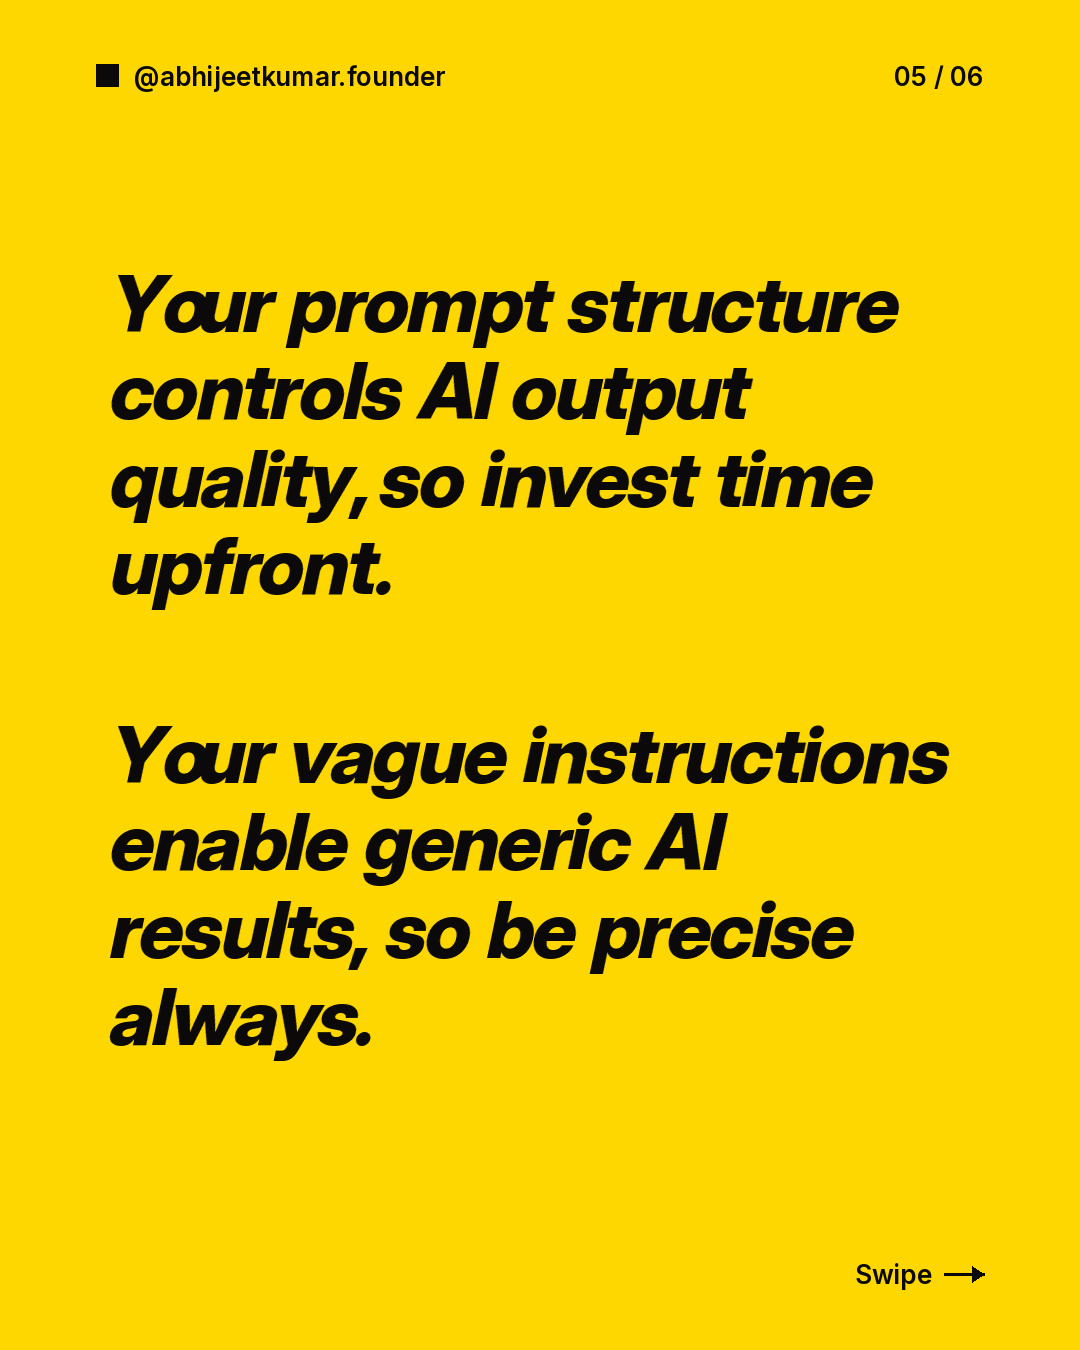 @abhijeetkumar.founder
05 / 06
Your prompt structure
controls AI output
quality, so invest time
upfront.
Your vague instructions
enable generic AI
results, so be precise
always.
Swipe